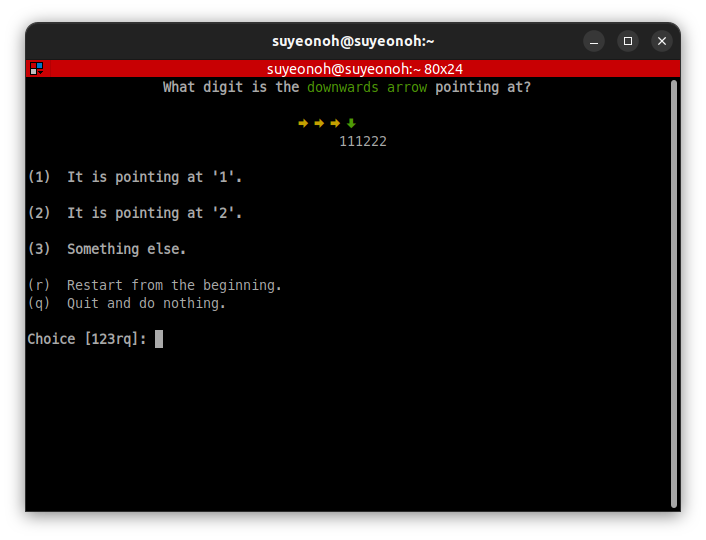 suyeonoh@suyeonoh:~
suyeonoh@suyeonoh:~ 80x24
What digit is the downwards arrow pointing at?
111222
(1)  It is pointing at '1'.
(2)  It is pointing at '2'.
(3)  Something else.
(r)  Restart from the beginning.
(q)  Quit and do nothing.
Choice [123rq]: